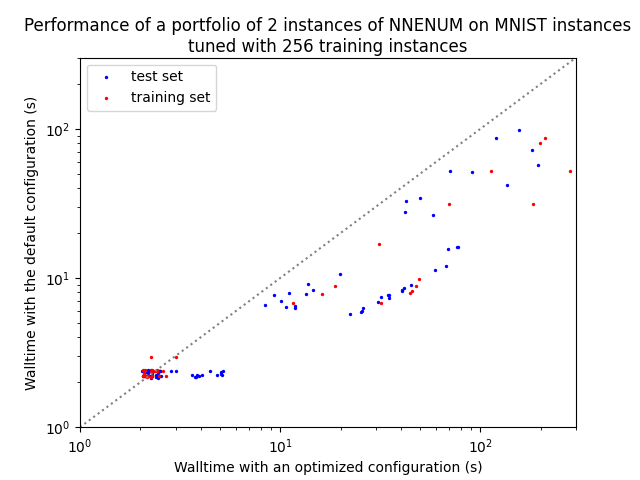 Performance of a portfolio of 2 instances of NNENUM on MNIST instances
tuned with 256 training instances
test set
training set
Walltime with the default configuration (s)
10²
10¹
10⁰
10⁰ 10¹ 10²
Walltime with an optimized configuration (s)